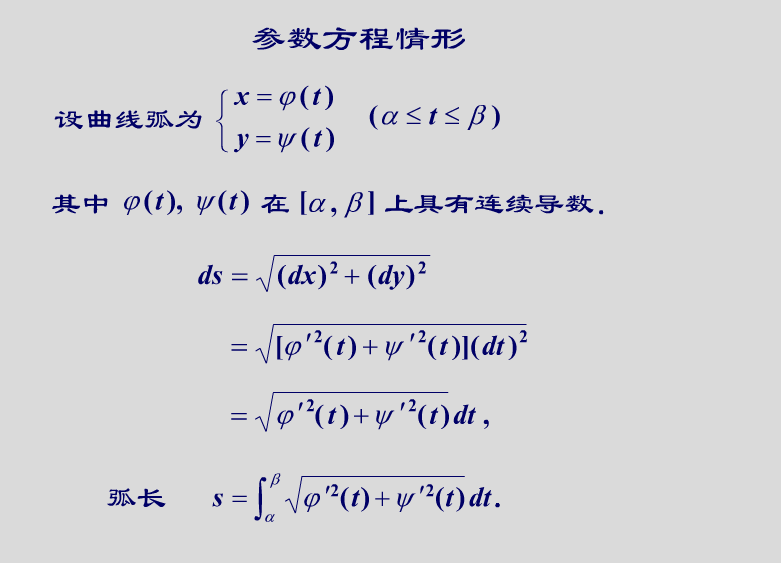 参数方程情形
设曲线弧为 { x = φ(t) y = ψ(t) (α ≤ t ≤ β)
其中 φ(t), ψ(t) 在 [α, β] 上具有连续导数.
ds = √((dx)² + (dy)²)
= √([φ′²(t) + ψ′²(t)](dt)²)
= √(φ′²(t) + ψ′²(t)) dt,
弧长 s = ∫_α^β √(φ′²(t) + ψ′²(t)) dt.